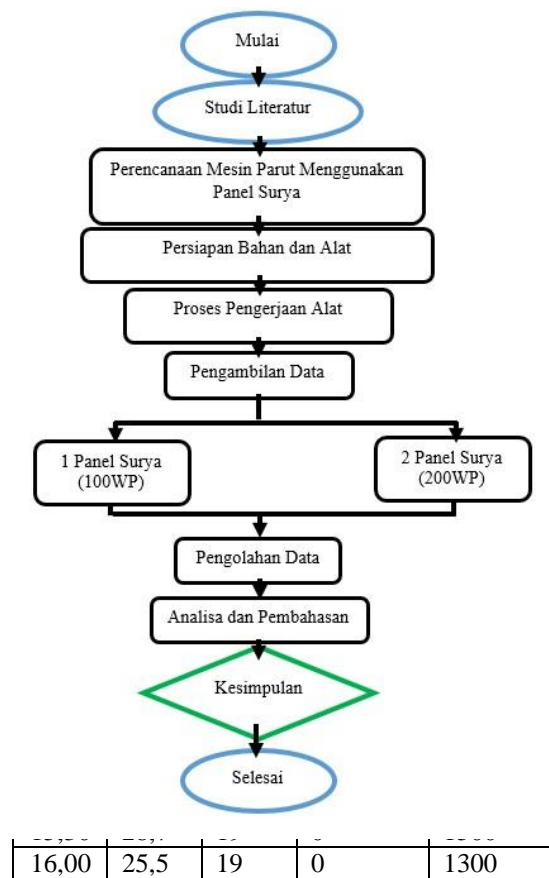 Mulai
Studi Literatur
Perencanaan Mesin Parut Menggunakan
Panel Surya
Persiapan Bahan dan Alat
Proses Pengerjaan Alat
Pengambilan Data
1 Panel Surya
(100WP)
2 Panel Surya
(200WP)
Pengolahan Data
Analisa dan Pembahasan
Kesimpulan
Selesai
16,00 25,5 19 0 1300